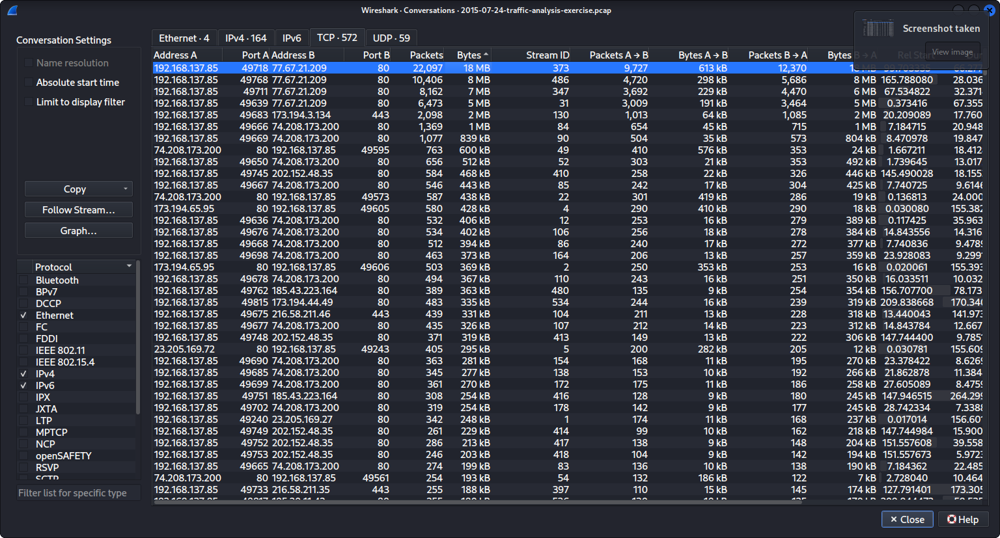 Wireshark · Conversations · 2015-07-24-traffic-analysis-exercise.pcap
Screenshot taken
View image
Conversation Settings
Name resolution
Absolute start time
Limit to display filter
Copy
Follow Stream…
Graph…
Protocol
Bluetooth
BPv7
DCCP
Ethernet
FC
FDDI
IEEE 802.11
IEEE 802.15.4
IPv4
IPv6
IPX
JXTA
LTP
MPTCP
NCP
openSAFETY
RSVP
SCTP
Filter list for specific type
Ethernet · 4 IPv4 · 164 IPv6 TCP · 572 UDP · 59
Address A Port A Address B Port B Packets Bytes Stream ID Packets A → B Bytes A → B Packets B → A Bytes B → A Rel Start Dur
192.168.137.85 49718 77.67.21.209 80 22,097 18 MB 373 9,727 613 kB 12,370 18 MB 99.703335 66.277
192.168.137.85 49768 77.67.21.209 80 10,406 8 MB 486 4,720 298 kB 5,686 8 MB 165.788080 28.036
192.168.137.85 49711 77.67.21.209 80 8,162 7 MB 347 3,692 229 kB 4,470 6 MB 67.534822 32.371
192.168.137.85 49639 77.67.21.209 80 6,473 5 MB 31 3,009 191 kB 3,464 5 MB 0.373416 67.355
192.168.137.85 49683 173.194.3.134 443 2,098 2 MB 130 1,013 64 kB 1,085 2 MB 20.209089 17.760
192.168.137.85 49666 74.208.173.200 80 1,369 1 MB 84 654 45 kB 715 1 MB 7.184715 20.948
192.168.137.85 49669 74.208.173.200 80 1,077 839 kB 90 504 35 kB 573 804 kB 8.470978 19.847
74.208.173.200 80 192.168.137.85 49595 763 600 kB 49 410 576 kB 353 24 kB 1.667211 18.412
192.168.137.85 49650 74.208.173.200 80 656 512 kB 52 303 21 kB 353 492 kB 1.739645 13.017
192.168.137.85 49745 202.152.48.35 80 584 468 kB 410 258 22 kB 326 446 kB 145.490028 18.155
192.168.137.85 49667 74.208.173.200 80 546 443 kB 85 242 17 kB 304 425 kB 7.740725 9.6146
74.208.173.200 80 192.168.137.85 49573 587 438 kB 22 301 419 kB 286 19 kB 0.136813 24.000
173.194.65.95 80 192.168.137.85 49605 580 428 kB 4 290 410 kB 290 18 kB 0.030080 155.382
192.168.137.85 49636 74.208.173.200 80 532 406 kB 12 253 16 kB 279 389 kB 0.117425 35.963
192.168.137.85 49676 74.208.173.200 80 534 402 kB 106 256 18 kB 278 384 kB 14.843556 14.316
192.168.137.85 49668 74.208.173.200 80 512 394 kB 86 240 17 kB 272 377 kB 7.740836 9.4789
192.168.137.85 49698 74.208.173.200 80 463 373 kB 164 206 13 kB 257 359 kB 23.928083 9.2991
173.194.65.95 80 192.168.137.85 49606 503 369 kB 2 250 353 kB 253 16 kB 0.020061 155.393
192.168.137.85 49678 74.208.173.200 80 494 367 kB 110 243 16 kB 251 350 kB 16.033511 10.032
192.168.137.85 49762 185.43.223.164 80 389 363 kB 480 135 9 kB 254 354 kB 156.707700 78.173
192.168.137.85 49815 173.194.44.49 80 483 335 kB 534 244 16 kB 239 319 kB 209.838668 170.340
192.168.137.85 49675 216.58.211.46 443 439 331 kB 104 211 13 kB 228 318 kB 13.440043 141.973
192.168.137.85 49677 74.208.173.200 80 435 326 kB 107 212 14 kB 223 312 kB 14.843784 12.667
192.168.137.85 49748 202.152.48.35 80 371 319 kB 413 149 13 kB 222 306 kB 147.744400 9.7851
23.205.169.72 80 192.168.137.85 49243 405 295 kB 5 200 282 kB 205 12 kB 0.030781 155.609
192.168.137.85 49690 74.208.173.200 80 363 281 kB 154 168 11 kB 195 270 kB 23.378422 8.6269
192.168.137.85 49685 74.208.173.200 80 345 277 kB 138 153 10 kB 192 266 kB 21.862878 11.384
192.168.137.85 49699 74.208.173.200 80 361 270 kB 172 175 11 kB 186 258 kB 27.605089 8.4759
192.168.137.85 49751 185.43.223.164 80 308 254 kB 416 128 9 kB 180 245 kB 147.946515 264.299
192.168.137.85 49702 74.208.173.200 80 319 254 kB 178 142 9 kB 177 245 kB 28.742334 7.3388
192.168.137.85 49240 23.205.169.27 80 342 248 kB 1 174 11 kB 168 237 kB 0.017014 156.601
192.168.137.85 49749 202.152.48.35 80 261 229 kB 414 99 10 kB 162 218 kB 147.744984 15.900
192.168.137.85 49752 202.152.48.35 80 286 213 kB 417 138 9 kB 148 204 kB 151.557608 39.558
192.168.137.85 49753 202.152.48.35 80 246 203 kB 418 104 9 kB 142 194 kB 151.557673 5.9723
192.168.137.85 49665 74.208.173.200 80 274 199 kB 83 136 10 kB 138 190 kB 7.184362 22.485
74.208.173.200 80 192.168.137.85 49561 254 193 kB 54 132 186 kB 122 7 kB 2.728040 10.464
192.168.137.85 49733 216.58.211.35 443 255 188 kB 397 110 15 kB 145 174 kB 127.791401 173.305
Close Help